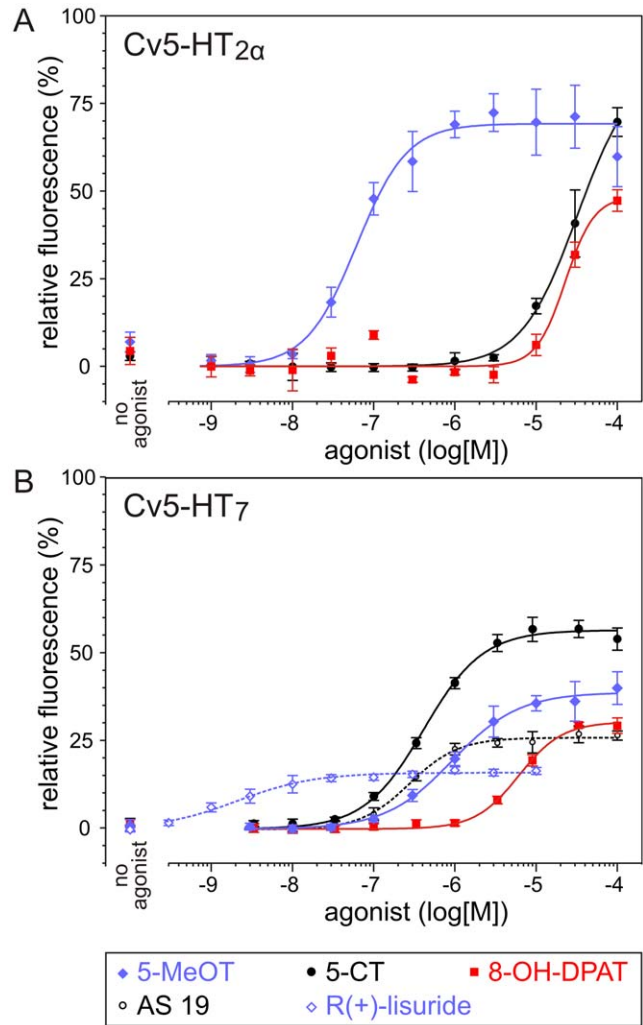 A
Cv5-HT2α
relative fluorescence (%)
100
75
50
25
0
no agonist
-9 -8 -7 -6 -5 -4
agonist (log[M])
B
Cv5-HT7
relative fluorescence (%)
100
75
50
25
0
no agonist
-9 -8 -7 -6 -5 -4
agonist (log[M])
5-MeOT 5-CT 8-OH-DPAT
AS 19 R(+)-lisuride